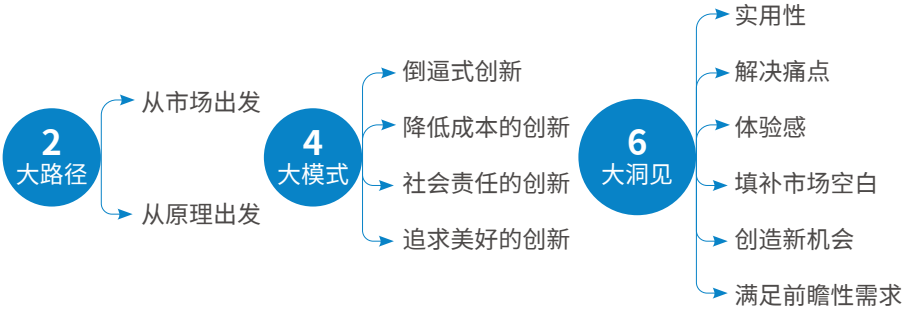 2
大路径
从市场出发
从原理出发
4
大模式
倒逼式创新
降低成本的创新
社会责任的创新
追求美好的创新
6
大洞见
实用性
解决痛点
体验感
填补市场空白
创造新机会
满足前瞻性需求